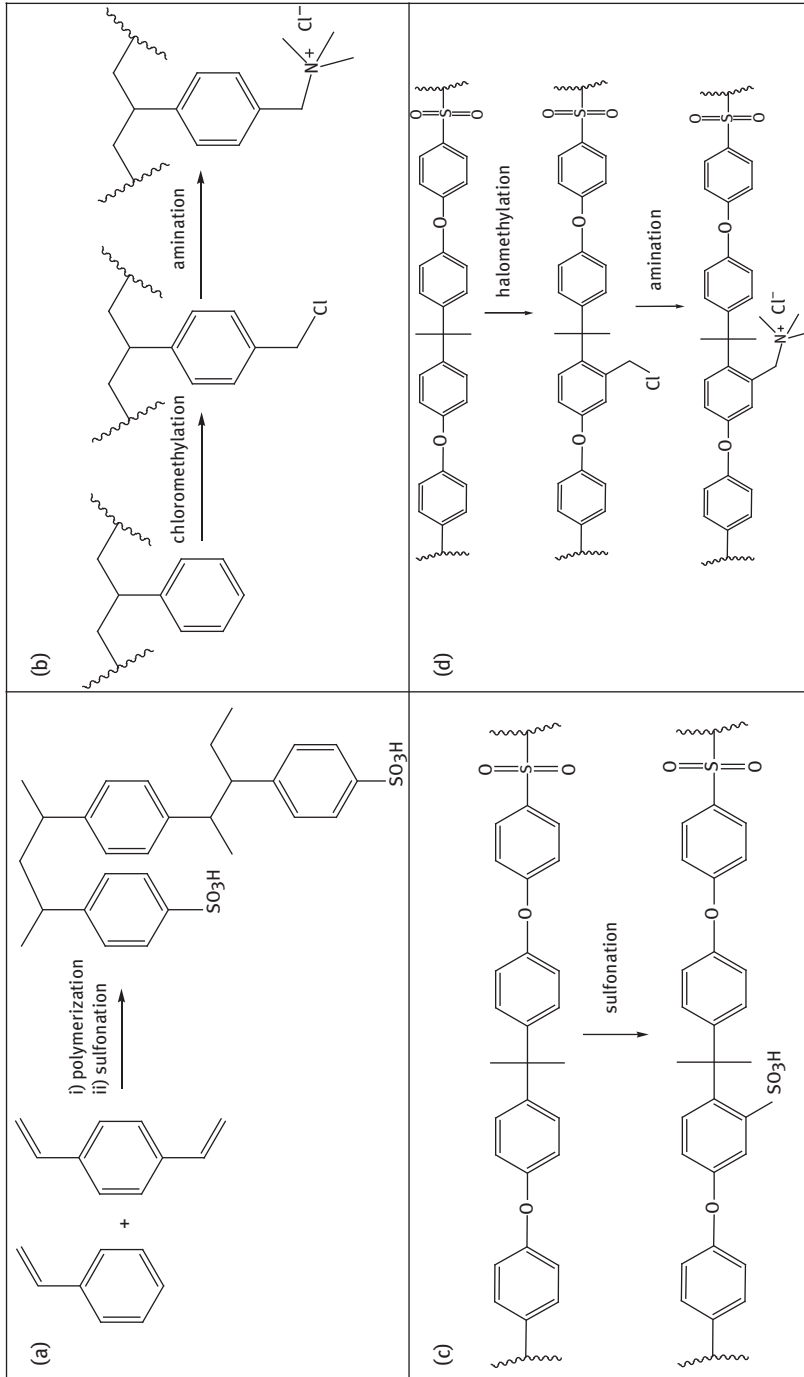 (a)
+
i) polymerization
ii) sulfonation
SO3H
SO3H
(b)
chloromethylation
Cl
amination
N+
Cl−
(c)
O
O
S
O
O
sulfonation
O
SO3H
O
S
O
O
(d)
O
O
S
O
O
halomethylation
O
Cl
O
S
O
O
amination
O
N+
Cl−
O
S
O
O